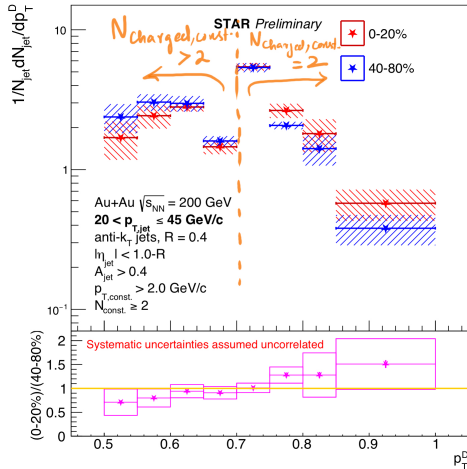 STAR Preliminary
N charged, const. > 2
N charged, const. = 2
0-20%
40-80%
1/N_jet dN_jet/dp_T^D
10
1
10⁻¹
Au+Au √s_NN = 200 GeV
20 < p_T,jet ≤ 45 GeV/c
anti-k_T jets, R = 0.4
|η_jet| < 1.0-R
A_jet > 0.4
p_T,const. > 2.0 GeV/c
N_const. ≥ 2
(0-20%)/(40-80%)
Systematic uncertainties assumed uncorrelated
2
1.5
1
0.5
0
0.5 0.6 0.7 0.8 0.9 1
p_T^D